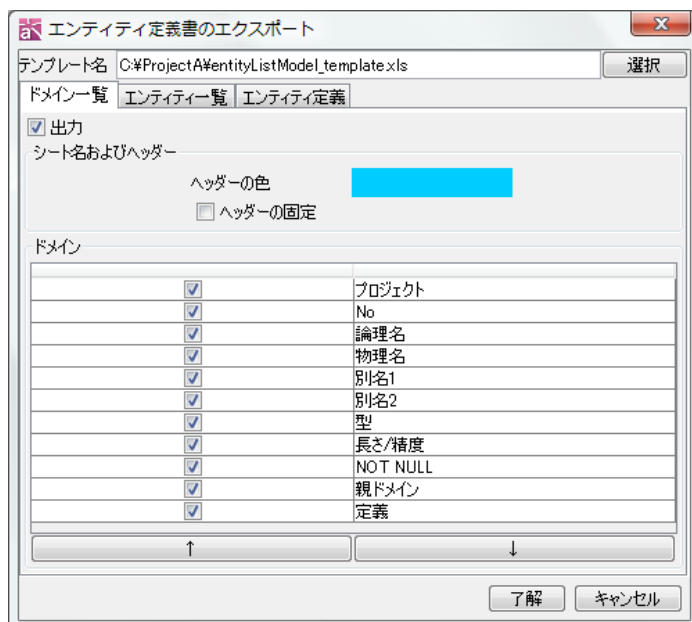 エンティティ定義書のエクスポート
テンプレート名 C:¥ProjectA¥entityListModel_template.xls 選択
ドメイン一覧 エンティティ一覧 エンティティ定義
出力
シート名およびヘッダー
ヘッダーの色
ヘッダーの固定
ドメイン
プロジェクト
No
論理名
物理名
別名1
別名2
型
長さ/精度
NOT NULL
親ドメイン
定義
↑ ↓
了解 キャンセル